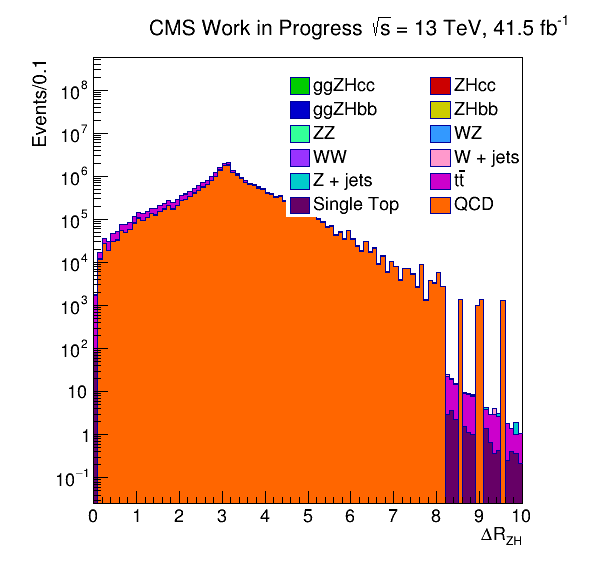 CMS Work in Progress √s = 13 TeV, 41.5 fb⁻¹
Events/0.1
10⁸
10⁷
10⁶
10⁵
10⁴
10³
10²
10
1
10⁻¹
ggZHcc ZHcc
ggZHbb ZHbb
ZZ WZ
WW W + jets
Z + jets tt̄
Single Top QCD
0 1 2 3 4 5 6 7 8 9 10
ΔR_ZH